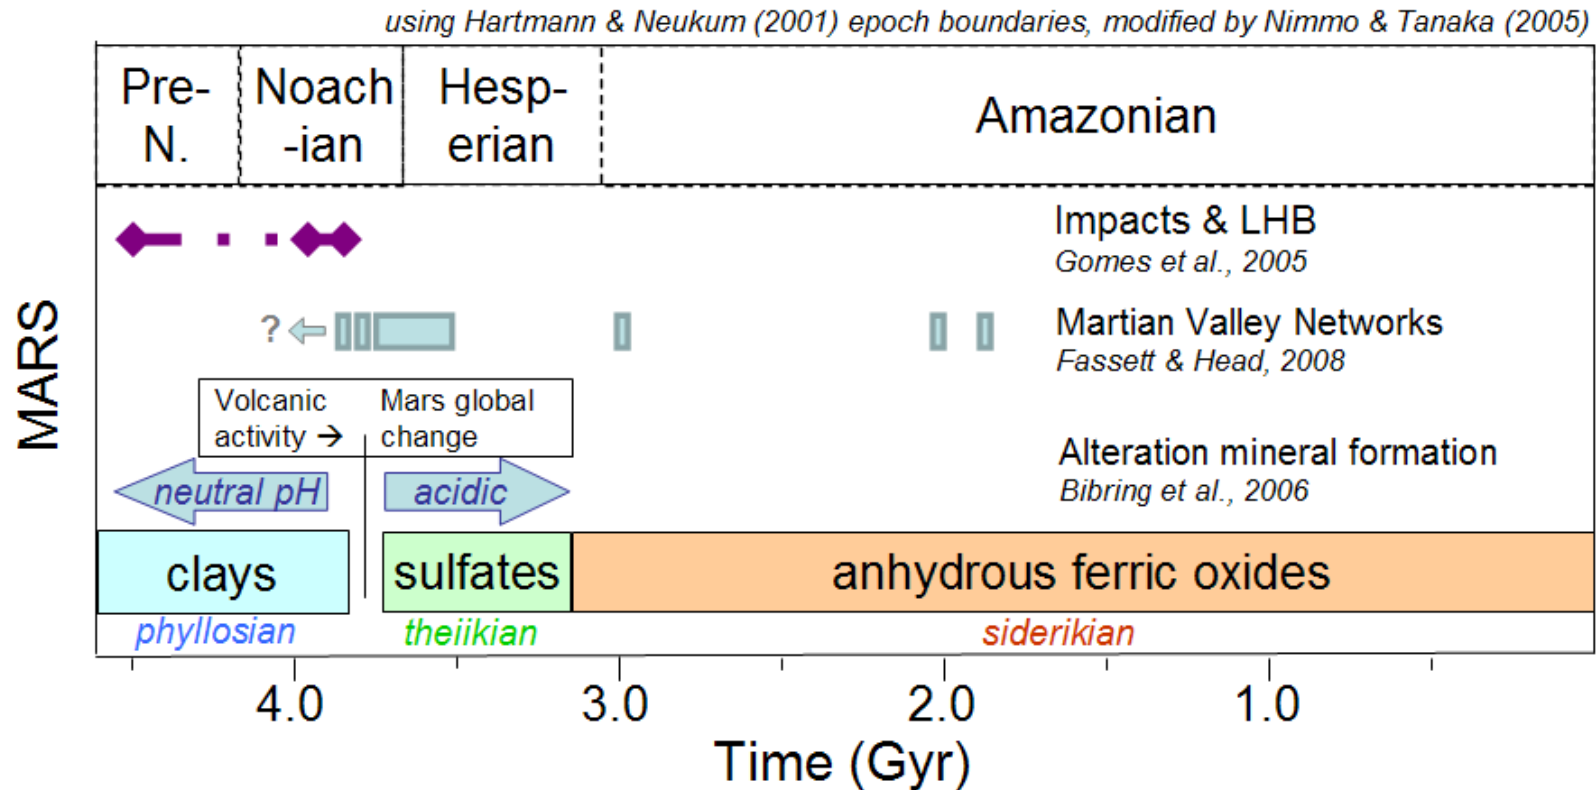 using Hartmann & Neukum (2001) epoch boundaries, modified by Nimmo & Tanaka (2005)
Pre-
N.
Noach
-ian
Hesp-
erian
Amazonian
Impacts & LHB
Gomes et al., 2005
?
Martian Valley Networks
Fassett & Head, 2008
MARS
Volcanic
activity →
Mars global
change
Alteration mineral formation
Bibring et al., 2006
neutral pH
acidic
clays
sulfates
anhydrous ferric oxides
phyllosian
theiikian
siderikian
4.0
3.0
2.0
1.0
Time (Gyr)